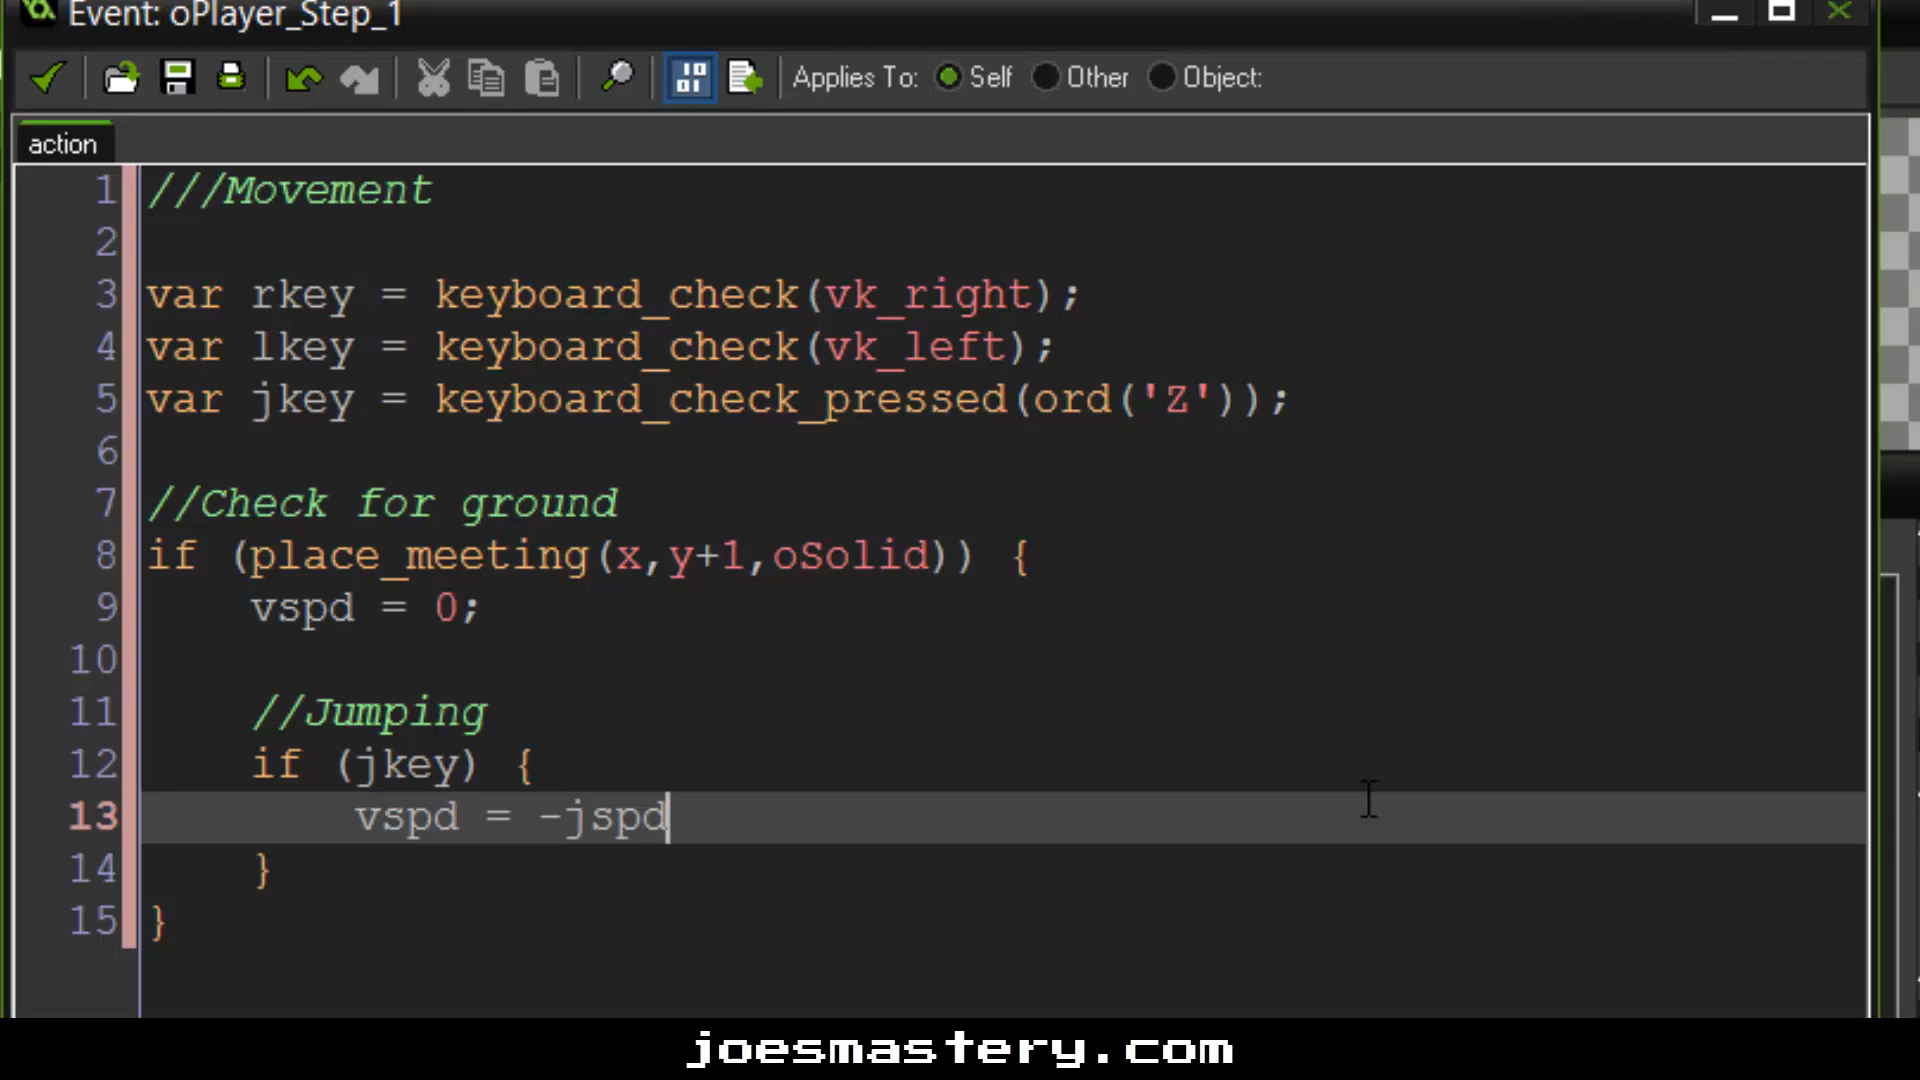 Event: oPlayer_Step_1
Applies To: Self Other Object:
action
1 ///Movement
2
3 var rkey = keyboard_check(vk_right);
4 var lkey = keyboard_check(vk_left);
5 var jkey = keyboard_check_pressed(ord('Z'));
6
7 //Check for ground
8 if (place_meeting(x,y+1,oSolid)) {
9 vspd = 0;
10
11 //Jumping
12 if (jkey) {
13 vspd = -jspd
14 }
15 }
joesmastery.com